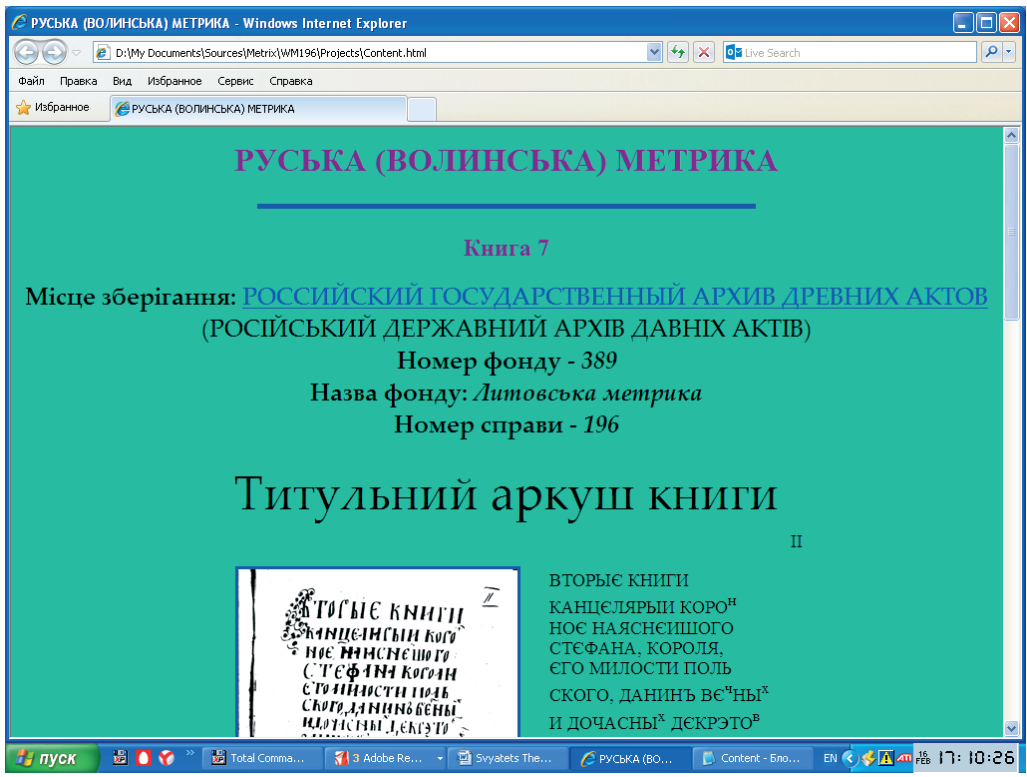 РУСЬКА (ВОЛИНСЬКА) МЕТРИКА - Windows Internet Explorer
D:\My Documents\Sources\Metrix\WM196\Projects\Content.html
Live Search
Файл Правка Вид Избранное Сервис Справка
Избранное РУСЬКА (ВОЛИНСЬКА) МЕТРИКА
РУСЬКА (ВОЛИНСЬКА) МЕТРИКА
Книга 7
Місце зберігання: РОССИЙСКИЙ ГОСУДАРСТВЕННЫЙ АРХИВ ДРЕВНИХ АКТОВ
(РОСІЙСЬКИЙ ДЕРЖАВНИЙ АРХІВ ДАВНІХ АКТІВ)
Номер фонду - 389
Назва фонду: Литовська метрика
Номер справи - 196
Титульний аркуш книги
II
ВТОРЫЄ КНИГИ
КАНЦЄЛЯРЫИ КОРОᴴ
НОЄ НАЯСНЄИШОГО
СТЄФАНА, КОРОЛЯ,
ЄГО МИЛОСТИ ПОЛЬ
СКОГО, ДАНИНЪ ВЄчНЫх
И ДОЧАСНЫх ДЄКРЭТОв
II
ВТОРЫЄ КНИГИ
пуск Total Comma... 3 Adobe Re... Svyatets The... РУСЬКА (ВО... Content - Бло... EN 16 FEB 17:10:26